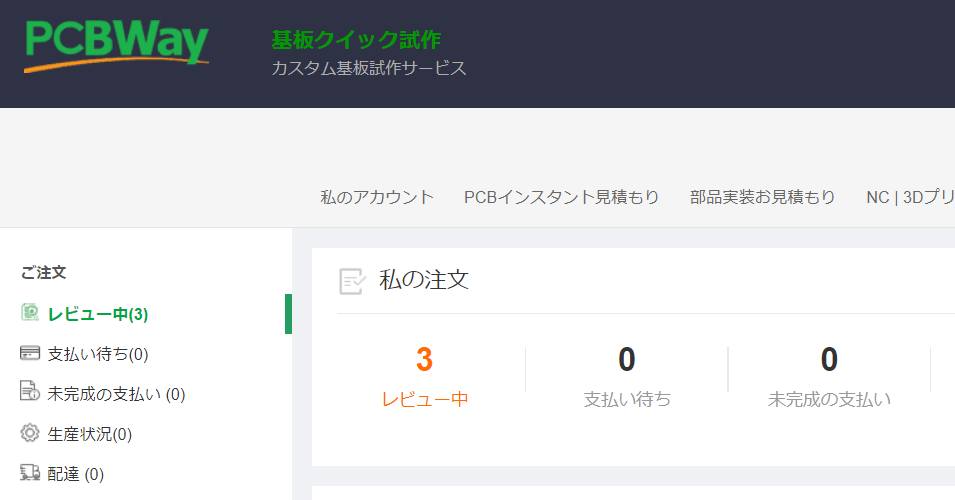 PCBWay
基板クイック試作
カスタム基板試作サービス
私のアカウント PCBインスタント見積もり 部品実装お見積もり NC | 3Dプリ
ご注文
レビュー中(3)
支払い待ち(0)
未完成の支払い (0)
生産状況(0)
配達 (0)
私の注文
3 0 0
レビュー中 支払い待ち 未完成の支払い